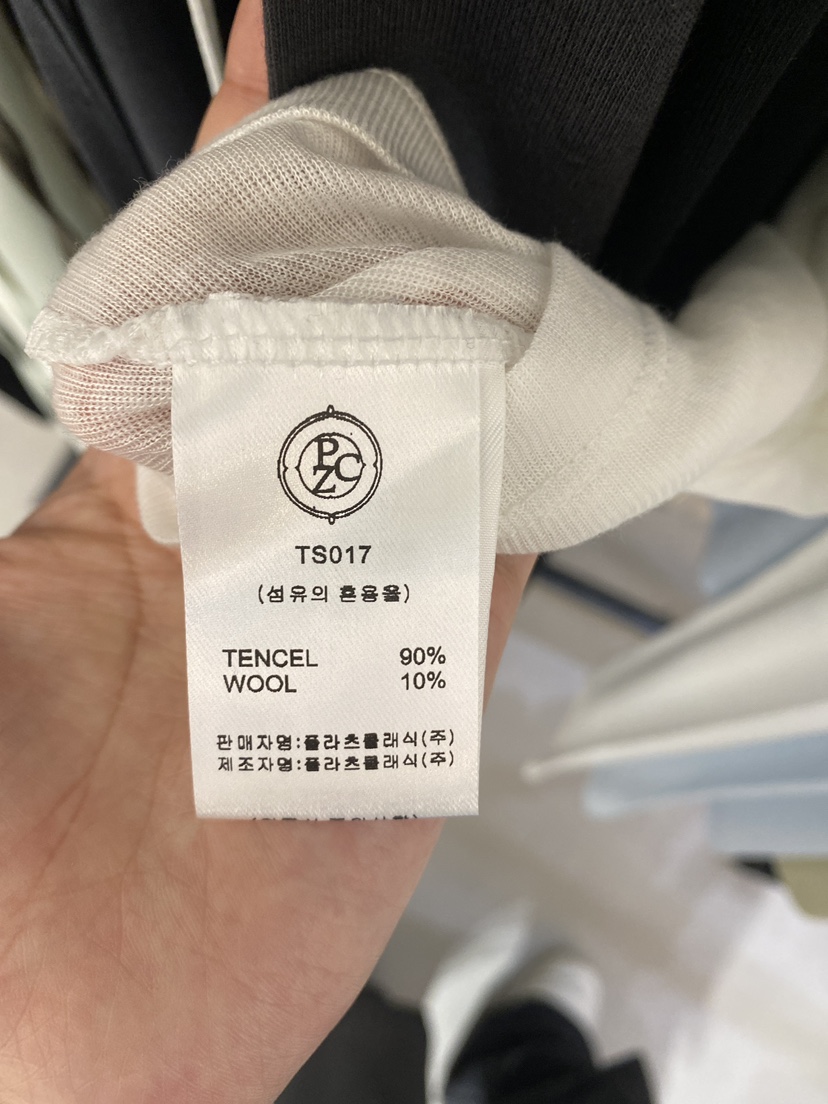 PZC
TS017
(섬유의 혼용율)
TENCEL 90%
WOOL 10%
판매자명:플라츠클래식(주)
제조자명:플라츠클래식(주)